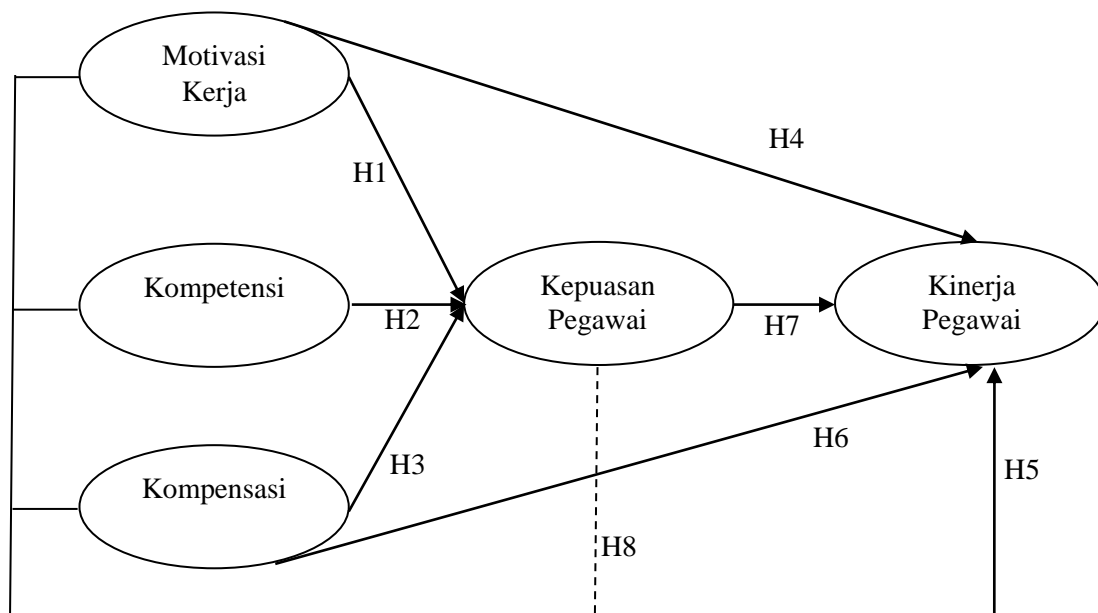 Motivasi
Kerja
H4
H1
Kompetensi
Kepuasan
Pegawai
Kinerja
Pegawai
H2
H7
H6
H3
Kompensasi
H5
H8